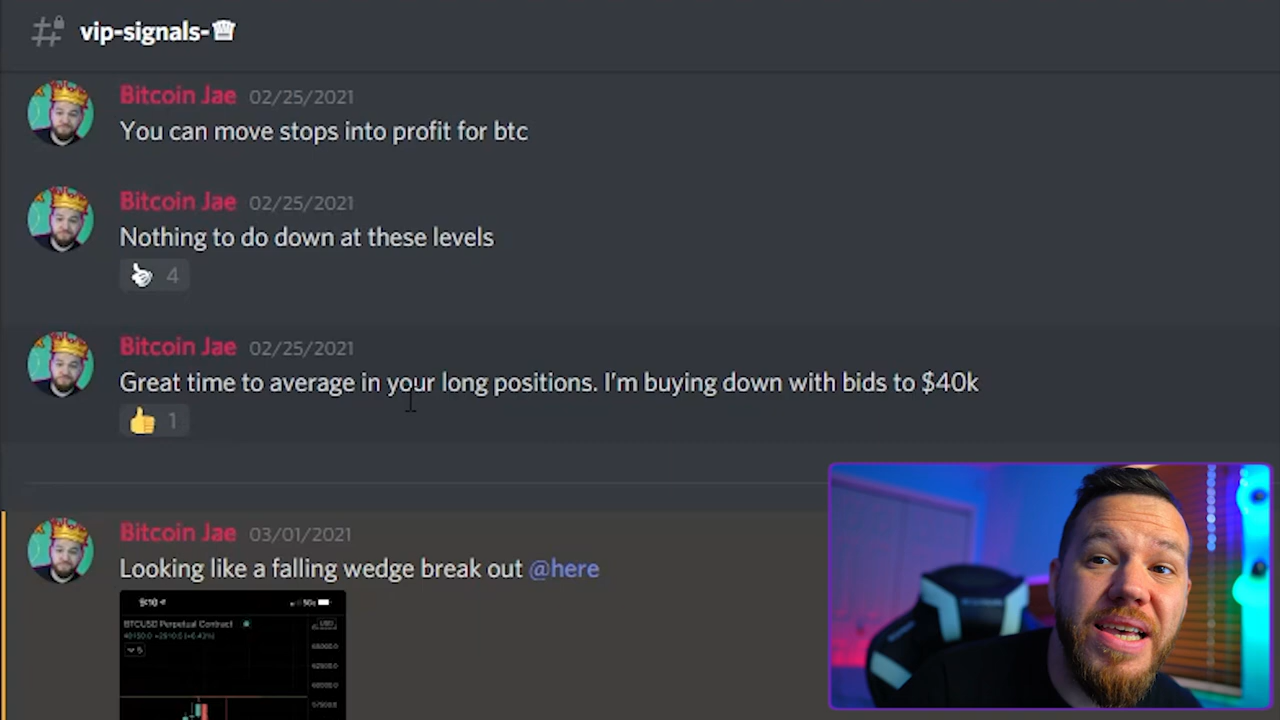 vip-signals-
Bitcoin Jae 02/25/2021
You can move stops into profit for btc
Bitcoin Jae 02/25/2021
Nothing to do down at these levels
4
Bitcoin Jae 02/25/2021
Great time to average in your long positions. I'm buying down with bids to $40k
1
Bitcoin Jae 03/01/2021
Looking like a falling wedge break out @here
BTCUSD Perpetual Contract